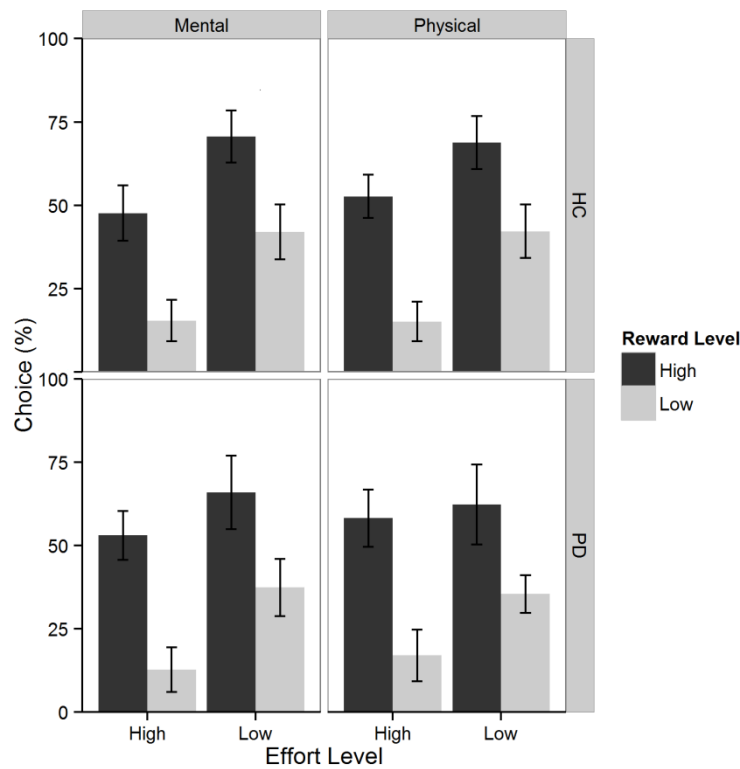 Mental
Physical
100
75
50
25
HC
Choice (%)
100
75
50
25
0
PD
High
Low
High
Low
Effort Level
Reward Level
High
Low